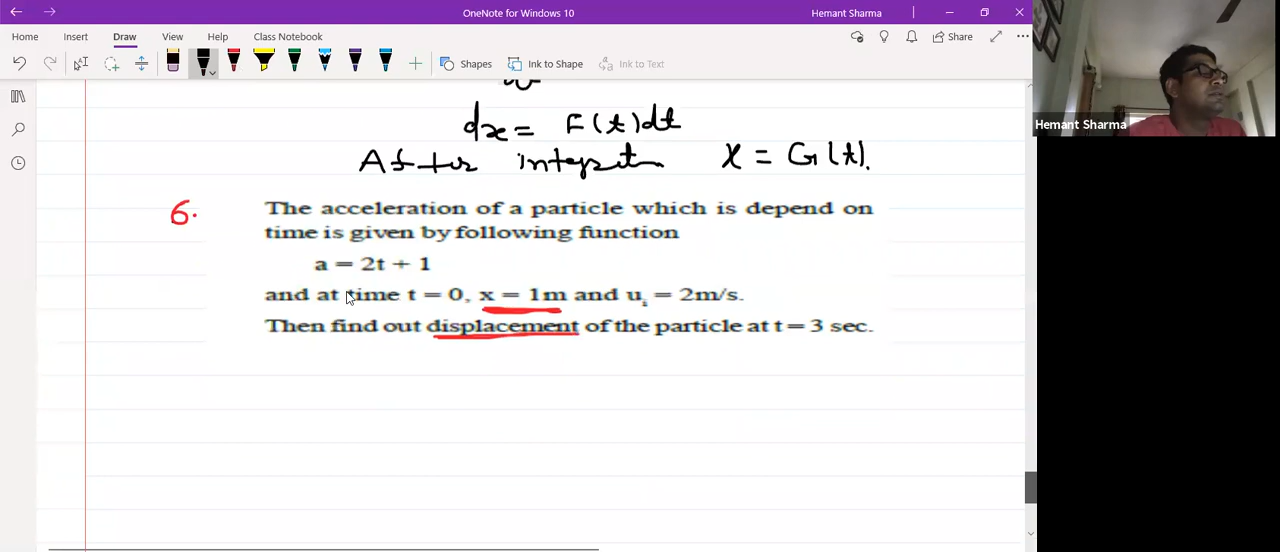 OneNote for Windows 10
Hemant Sharma
Home Insert Draw View Help Class Notebook
Share
Shapes Ink to Shape Ink to Text
dx = F(t)dt
After x = G(t).
6. The acceleration of a particle which is depend on
time is given by following function
a = 2t + 1
and at time t = 0, x = 1m and ui = 2m/s.
Then find out displacement of the particle at t = 3 sec.
Hemant Sharma